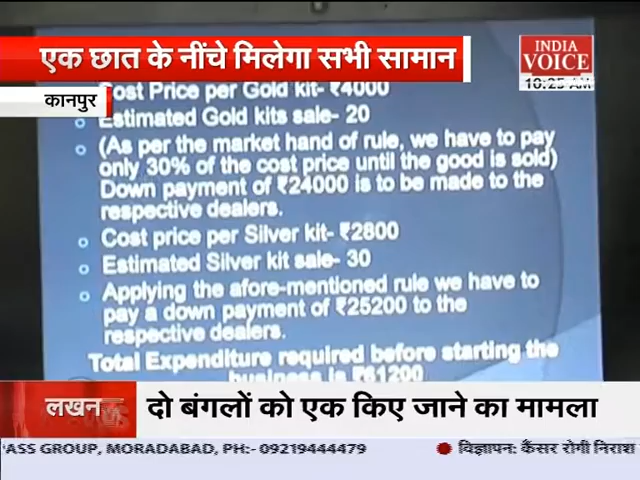 एक छात के नींचे मिलेगा सभी सामान
INDIA
VOICE
10:25 AM
कानपुर
Cost Price per Gold kit- ₹4000
Estimated Gold kits sale- 20
(As per the market hand of rule, we have to pay
only 30% of the cost price until the good is sold)
Down payment of ₹24000 is to be made to the
respective dealers.
Cost price per Silver kit- ₹2800
Estimated Silver kit sale- 30
Applying the afore-mentioned rule we have to
pay a down payment of ₹25200 to the
respective dealers.
Total Expenditure required before starting the
business is ₹61200
लखन
दो बंगलों को एक किए जाने का मामला
'ASS GROUP, MORADABAD, PH:- 09219444479
विज्ञापन: कैंसर रोगी निराश